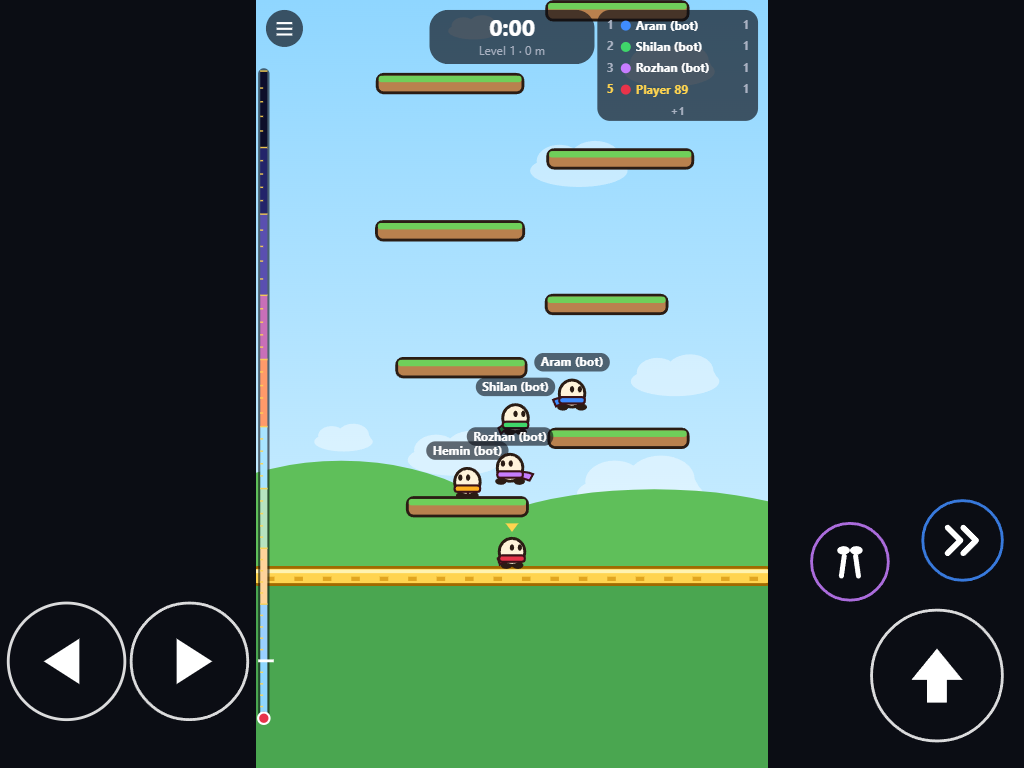 0:00
Level 1 · 0 m
1 Aram (bot) 1
2 Shilan (bot) 1
3 Rozhan (bot) 1
5 Player 89 1
+1
Aram (bot)
Shilan (bot)
Rozhan (bot)
Hemin (bot)